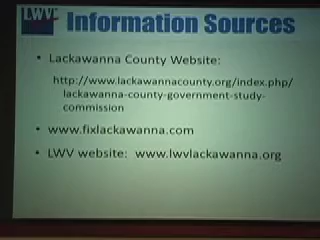 LWV Information Sources
• Lackawanna County Website:
http://www.lackawannacounty.org/index.php/
lackawanna-county-government-study-
commission
• www.fixlackawanna.com
• LWV website: www.lwvlackawanna.org